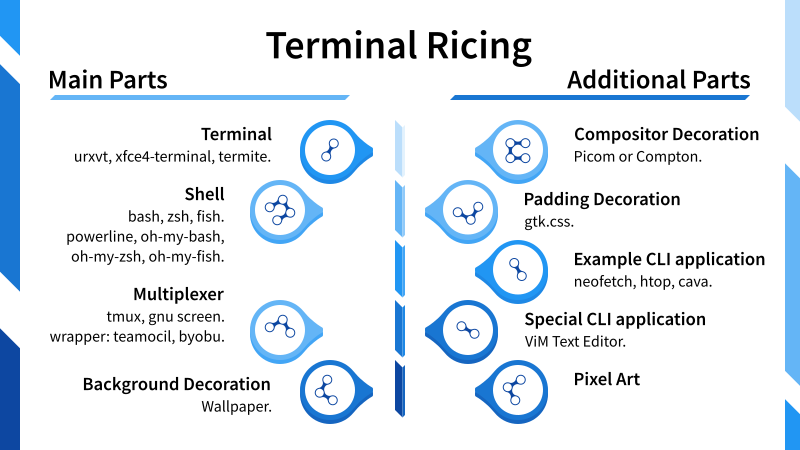 Terminal Ricing
Main Parts
Terminal
urxvt, xfce4-terminal, termite.
Shell
bash, zsh, fish.
powerline, oh-my-bash,
oh-my-zsh, oh-my-fish.
Multiplexer
tmux, gnu screen.
wrapper: teamocil, byobu.
Background Decoration
Wallpaper.
Additional Parts
Compositor Decoration
Picom or Compton.
Padding Decoration
gtk.css.
Example CLI application
neofetch, htop, cava.
Special CLI application
ViM Text Editor.
Pixel Art